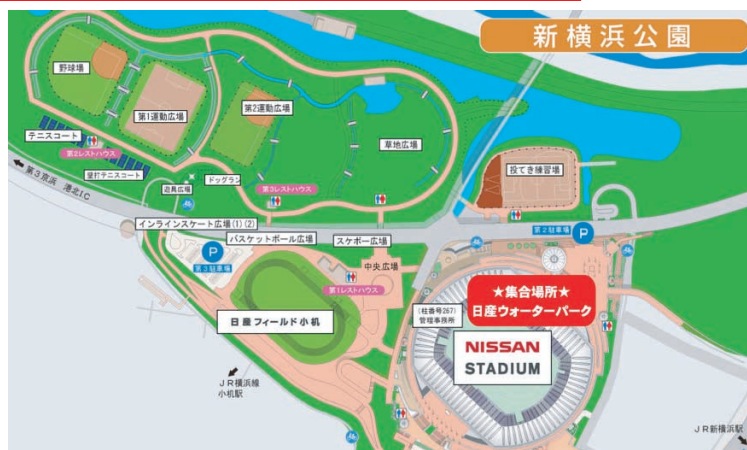 新横浜公園
野球場
第1運動広場
第2運動広場
草地広場
投てき練習場
テニスコート
第2レストハウス
壁打テニスコート
遊具広場
ドッグラン
第3レストハウス
第3京浜 港北IC
インラインスケート広場(1)(2)
バスケットボール広場
スケボー広場
第2駐車場
P
P
第3駐車場
中央広場
第1レストハウス
(柱番号267)
管理事務所
★集合場所★
日産ウォーターパーク
日産フィールド小机
NISSAN
STADIUM
JR横浜線
小机駅
JR新横浜駅